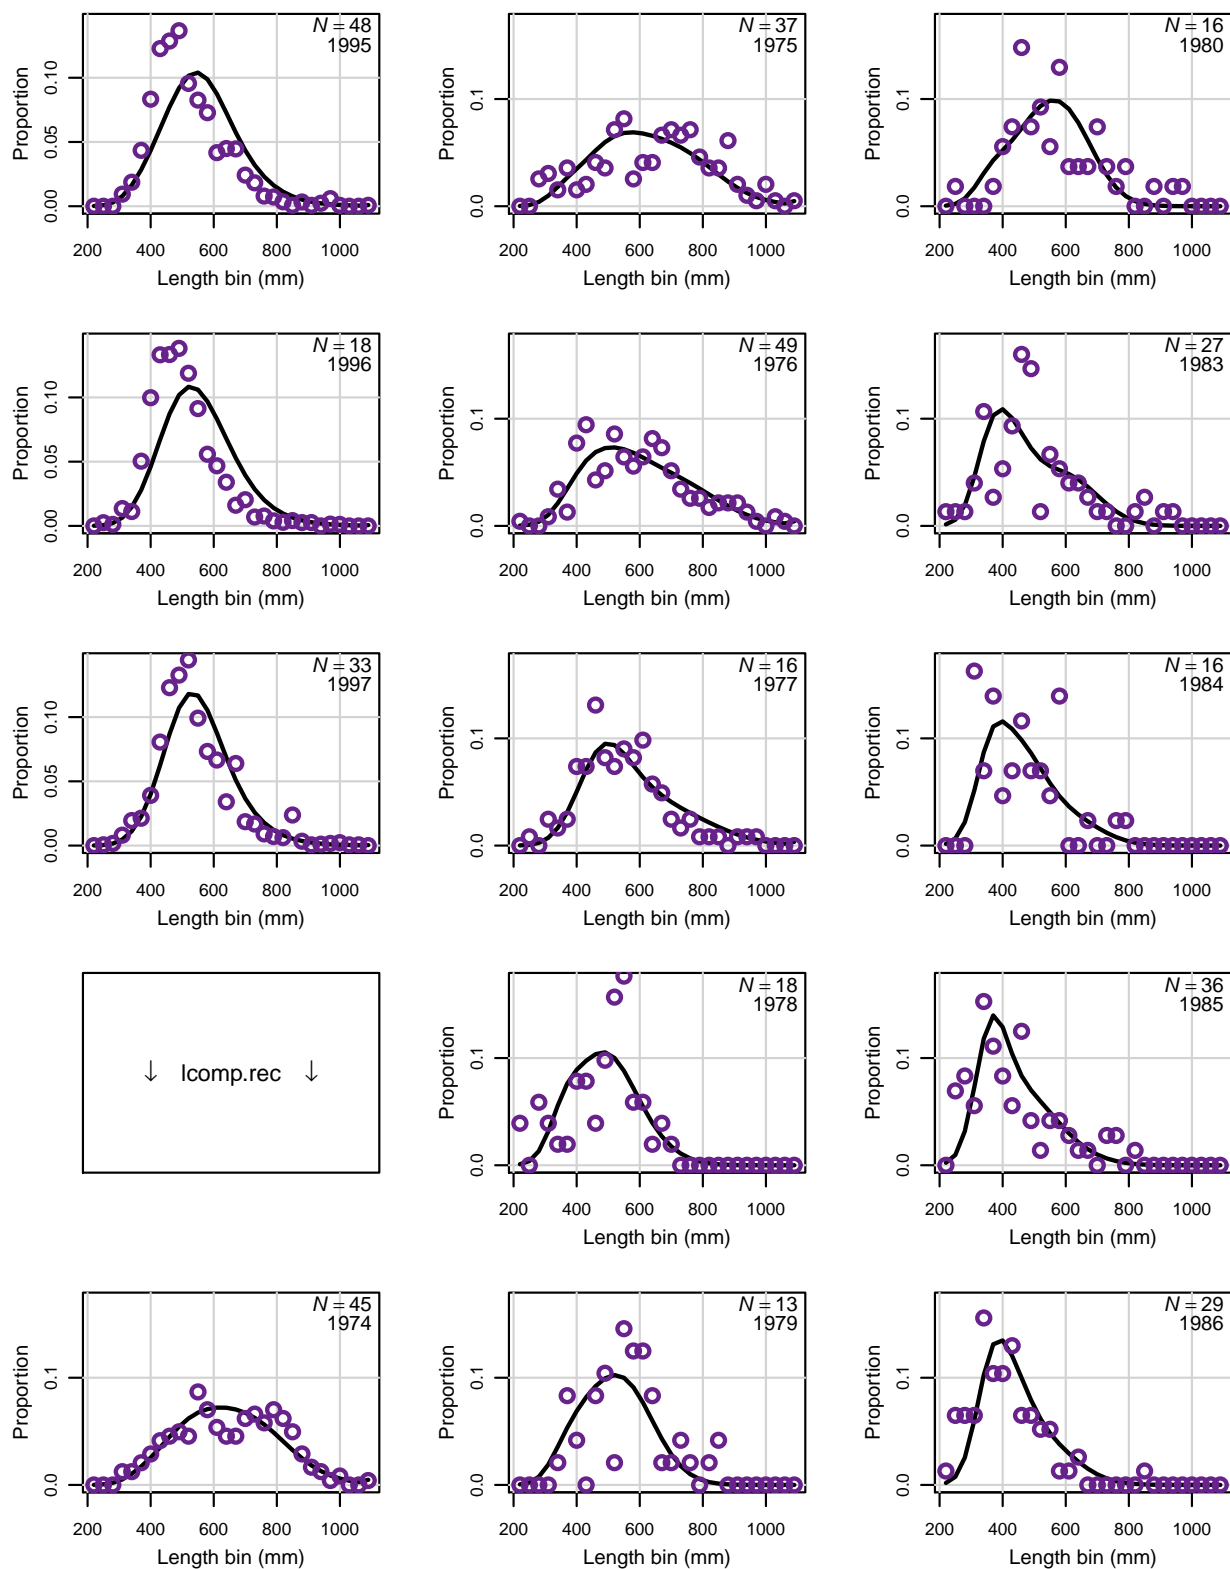 N = 48
1995
Proportion
0.10
0.05
0.00
200 400 600 800 1000
Length bin (mm)
N = 18
1996
Proportion
0.10
0.05
0.00
200 400 600 800 1000
Length bin (mm)
N = 33
1997
Proportion
0.10
0.05
0.00
200 400 600 800 1000
Length bin (mm)
↓ lcomp.rec ↓
N = 45
1974
Proportion
0.1
0.0
200 400 600 800 1000
Length bin (mm)
N = 37
1975
Proportion
0.1
0.0
200 400 600 800 1000
Length bin (mm)
N = 49
1976
Proportion
0.1
0.0
200 400 600 800 1000
Length bin (mm)
N = 16
1977
Proportion
0.1
0.0
200 400 600 800 1000
Length bin (mm)
N = 18
1978
Proportion
0.1
0.0
200 400 600 800 1000
Length bin (mm)
N = 13
1979
Proportion
0.1
0.0
200 400 600 800 1000
Length bin (mm)
N = 16
1980
Proportion
0.1
0.0
200 400 600 800 1000
Length bin (mm)
N = 27
1983
Proportion
0.1
0.0
200 400 600 800 1000
Length bin (mm)
N = 16
1984
Proportion
0.1
0.0
200 400 600 800 1000
Length bin (mm)
N = 36
1985
Proportion
0.1
0.0
200 400 600 800 1000
Length bin (mm)
N = 29
1986
Proportion
0.1
0.0
200 400 600 800 1000
Length bin (mm)